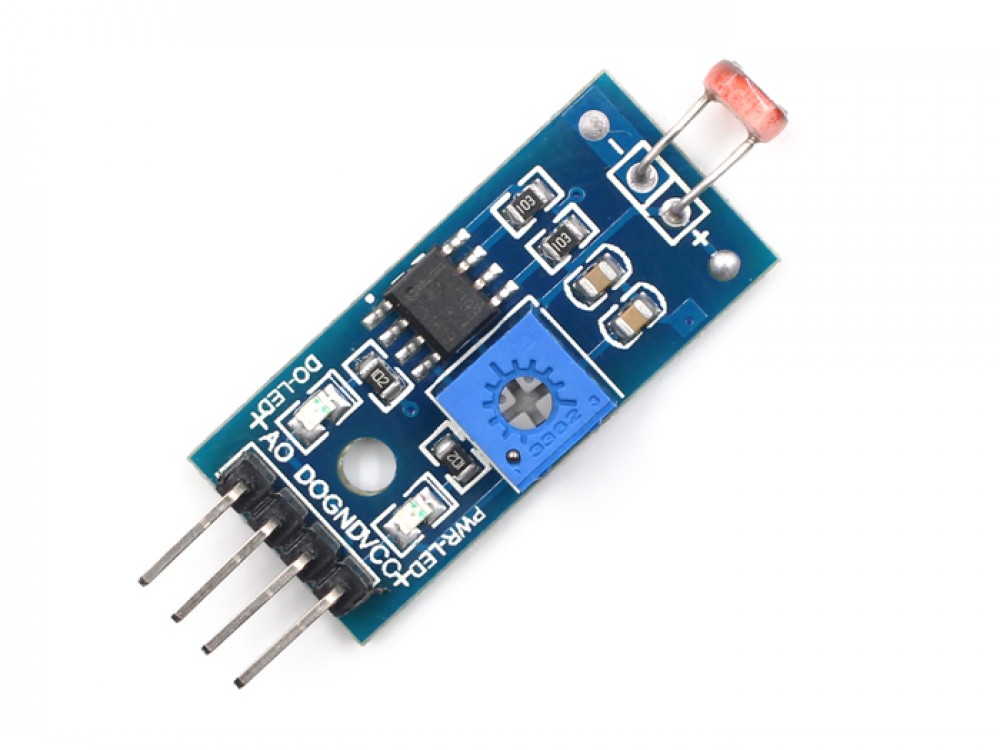 −
+
103
103
102
DO-LED+
3362
102
AO DOGNDVCC
PWR-LED+